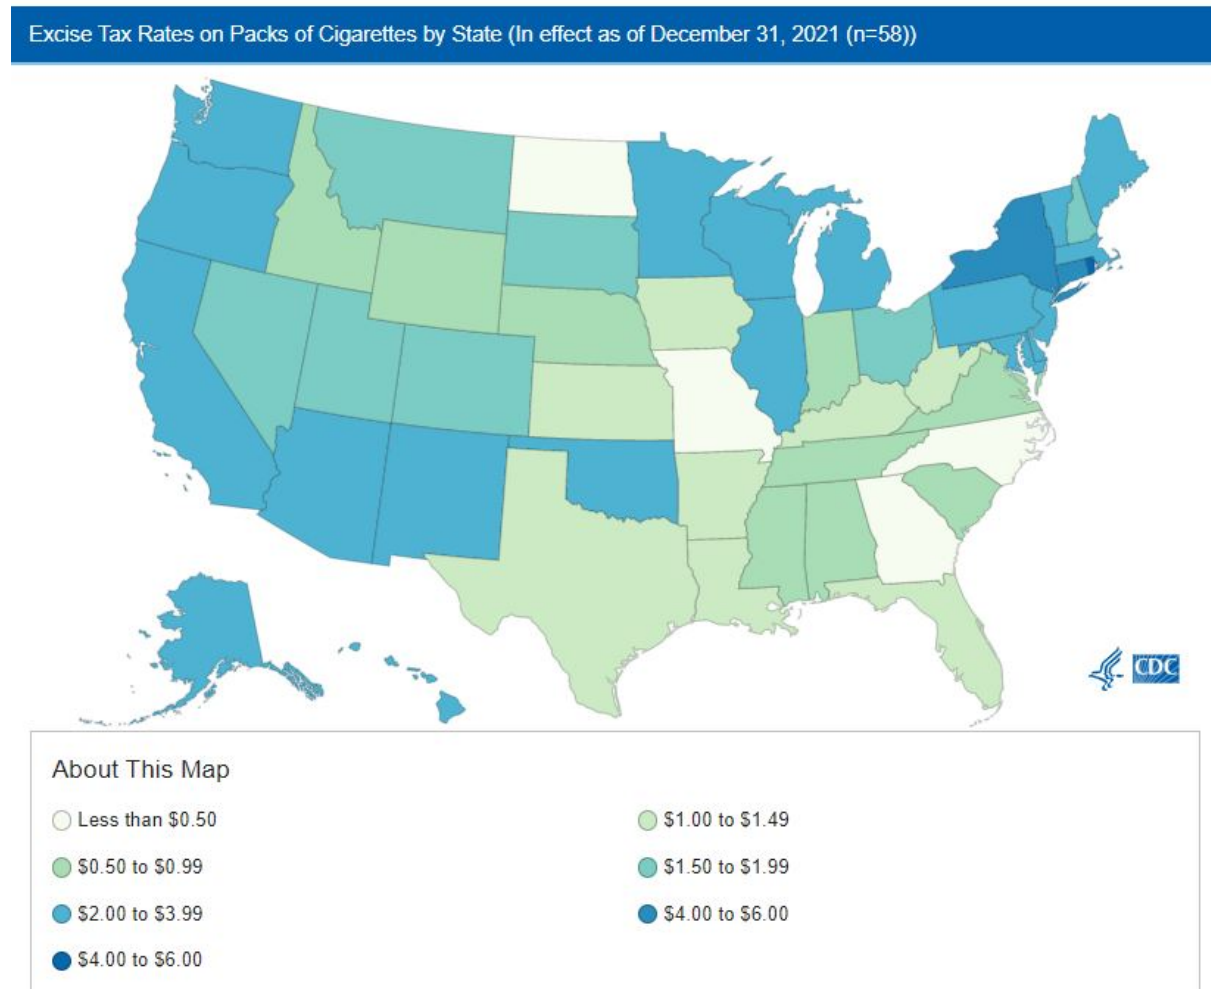 Excise Tax Rates on Packs of Cigarettes by State (In effect as of December 31, 2021 (n=58))
CDC
About This Map
Less than $0.50
$1.00 to $1.49
$0.50 to $0.99
$1.50 to $1.99
$2.00 to $3.99
$4.00 to $6.00
$4.00 to $6.00